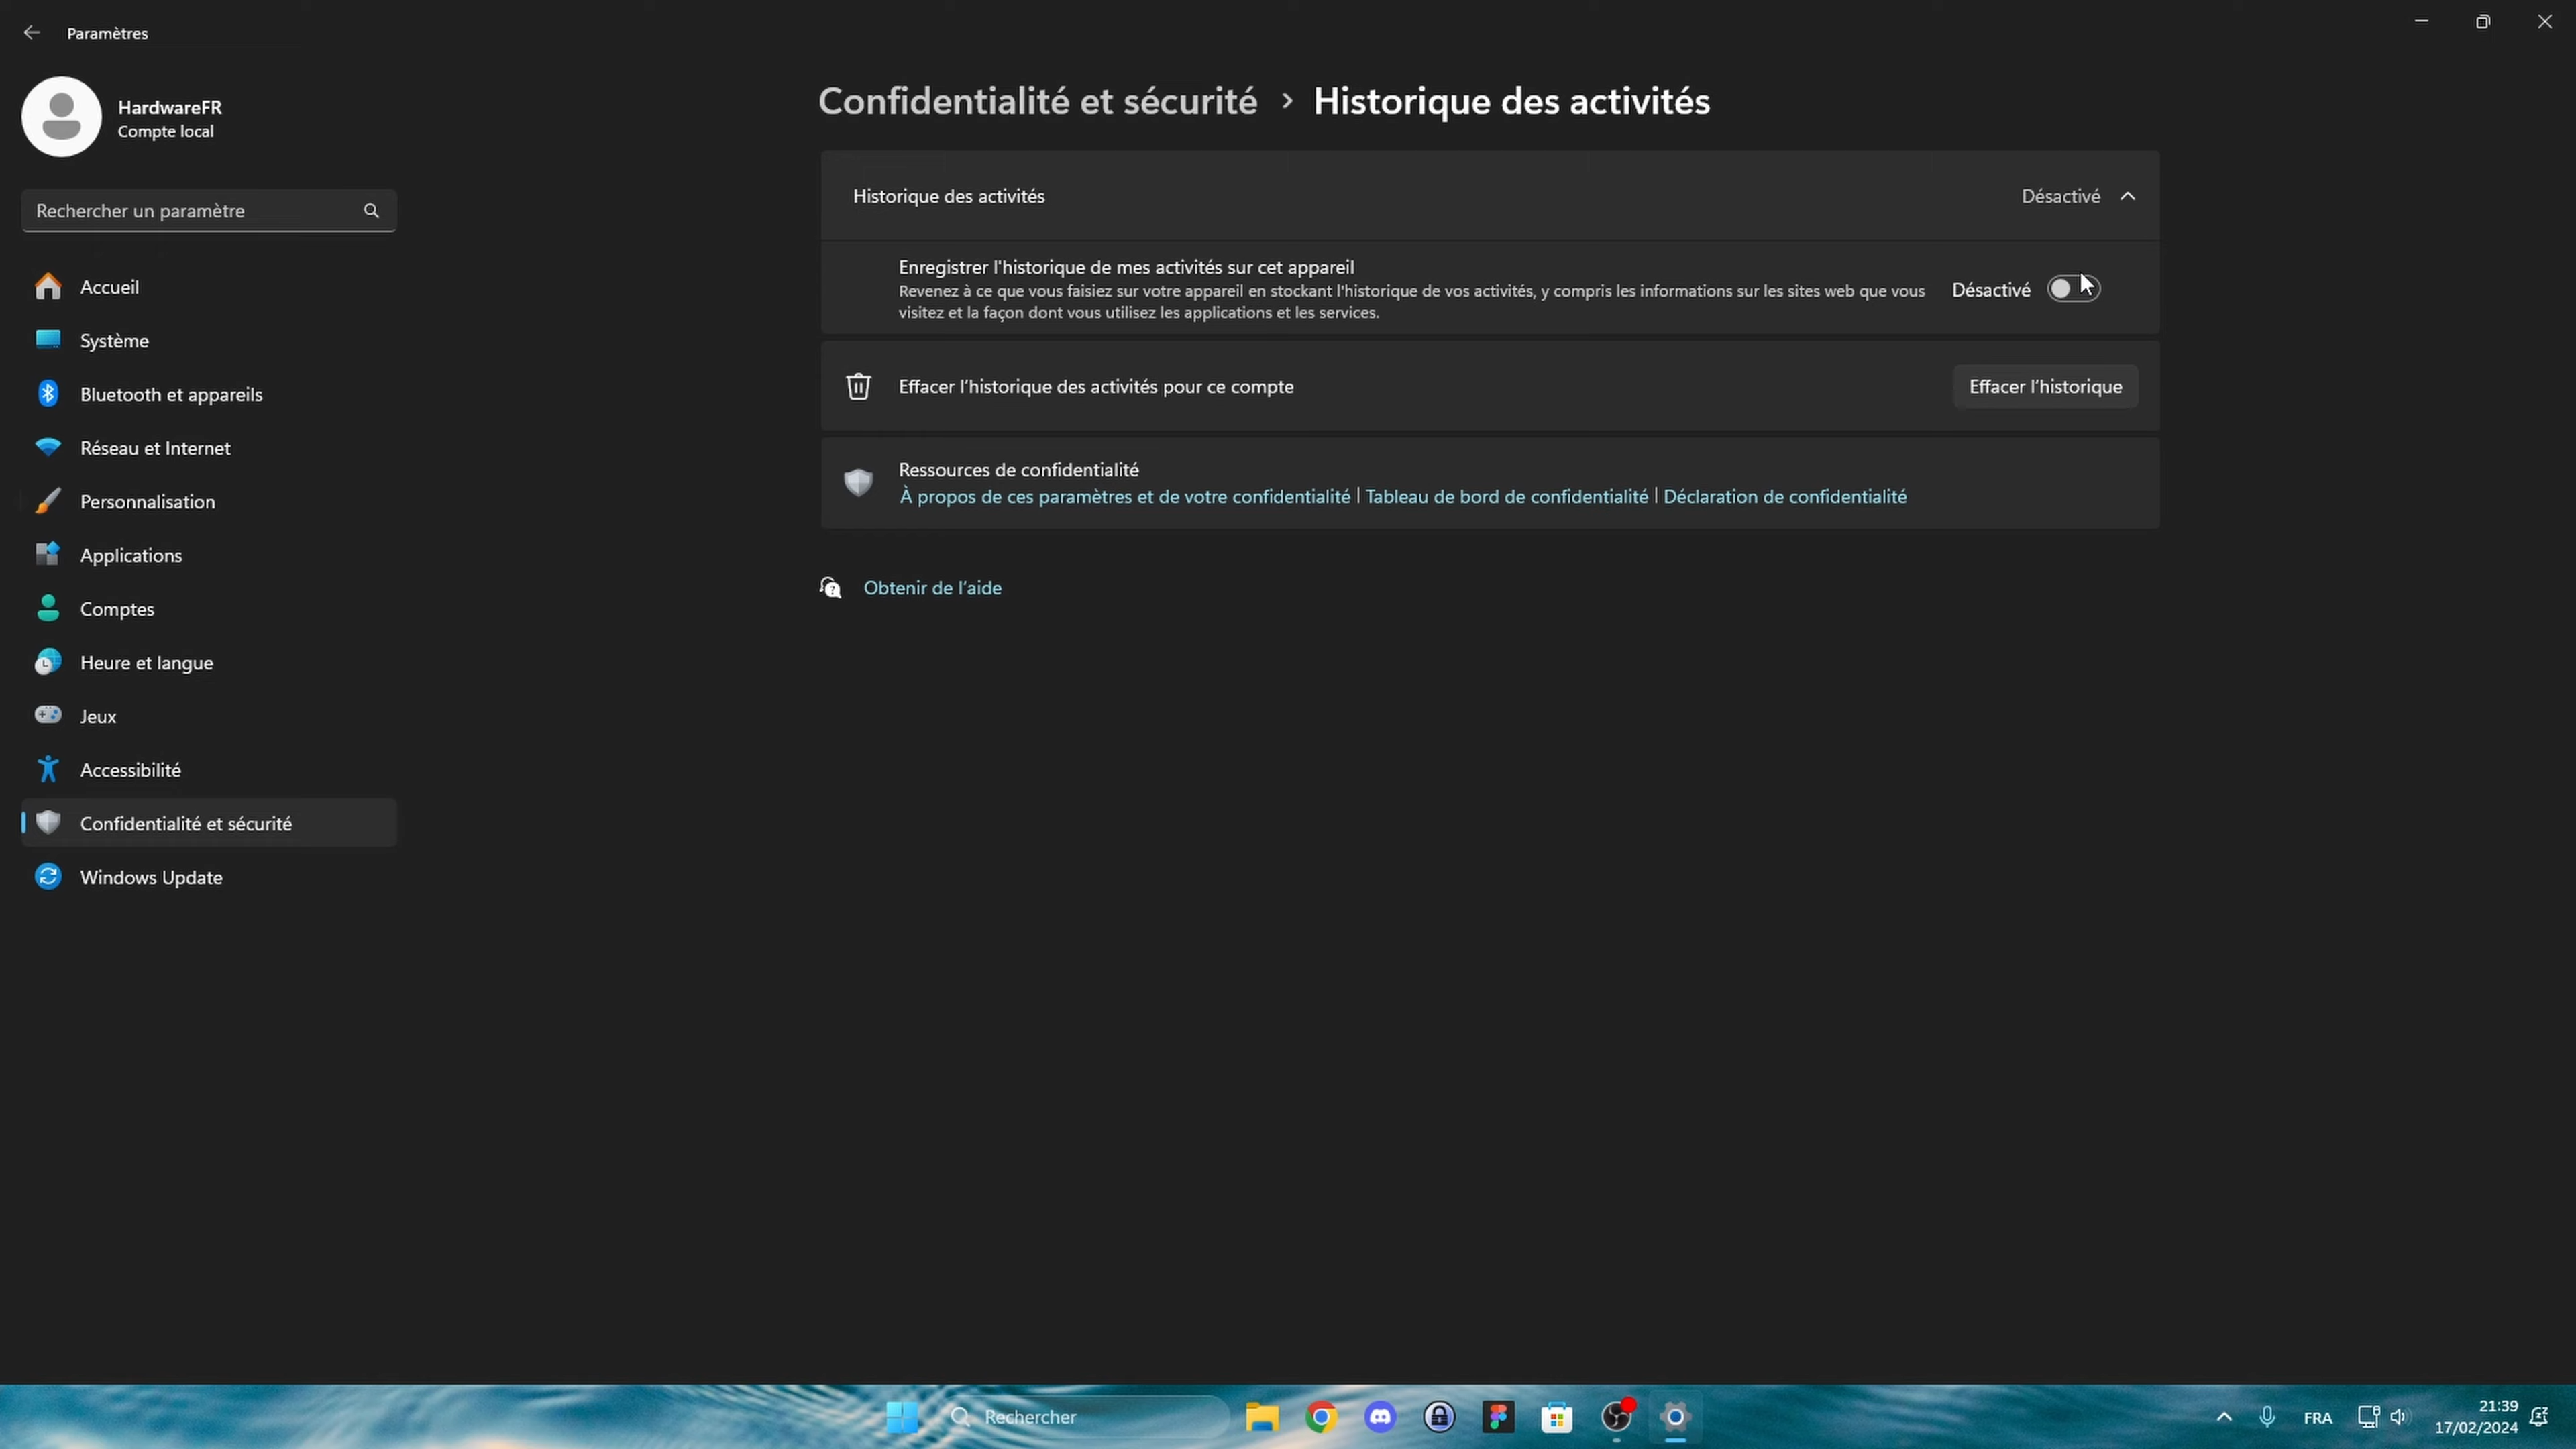 Paramètres
HardwareFR
Compte local
Rechercher un paramètre
Accueil
Système
Bluetooth et appareils
Réseau et Internet
Personnalisation
Applications
Comptes
Heure et langue
Jeux
Accessibilité
Confidentialité et sécurité
Windows Update
Confidentialité et sécurité > Historique des activités
Historique des activités Désactivé
Enregistrer l'historique de mes activités sur cet appareil
Revenez à ce que vous faisiez sur votre appareil en stockant l'historique de vos activités, y compris les informations sur les sites web que vous
visitez et la façon dont vous utilisez les applications et les services.
Désactivé
Effacer l’historique des activités pour ce compte Effacer l’historique
Ressources de confidentialité
À propos de ces paramètres et de votre confidentialité | Tableau de bord de confidentialité | Déclaration de confidentialité
Obtenir de l’aide
Rechercher
FRA
21:39
17/02/2024